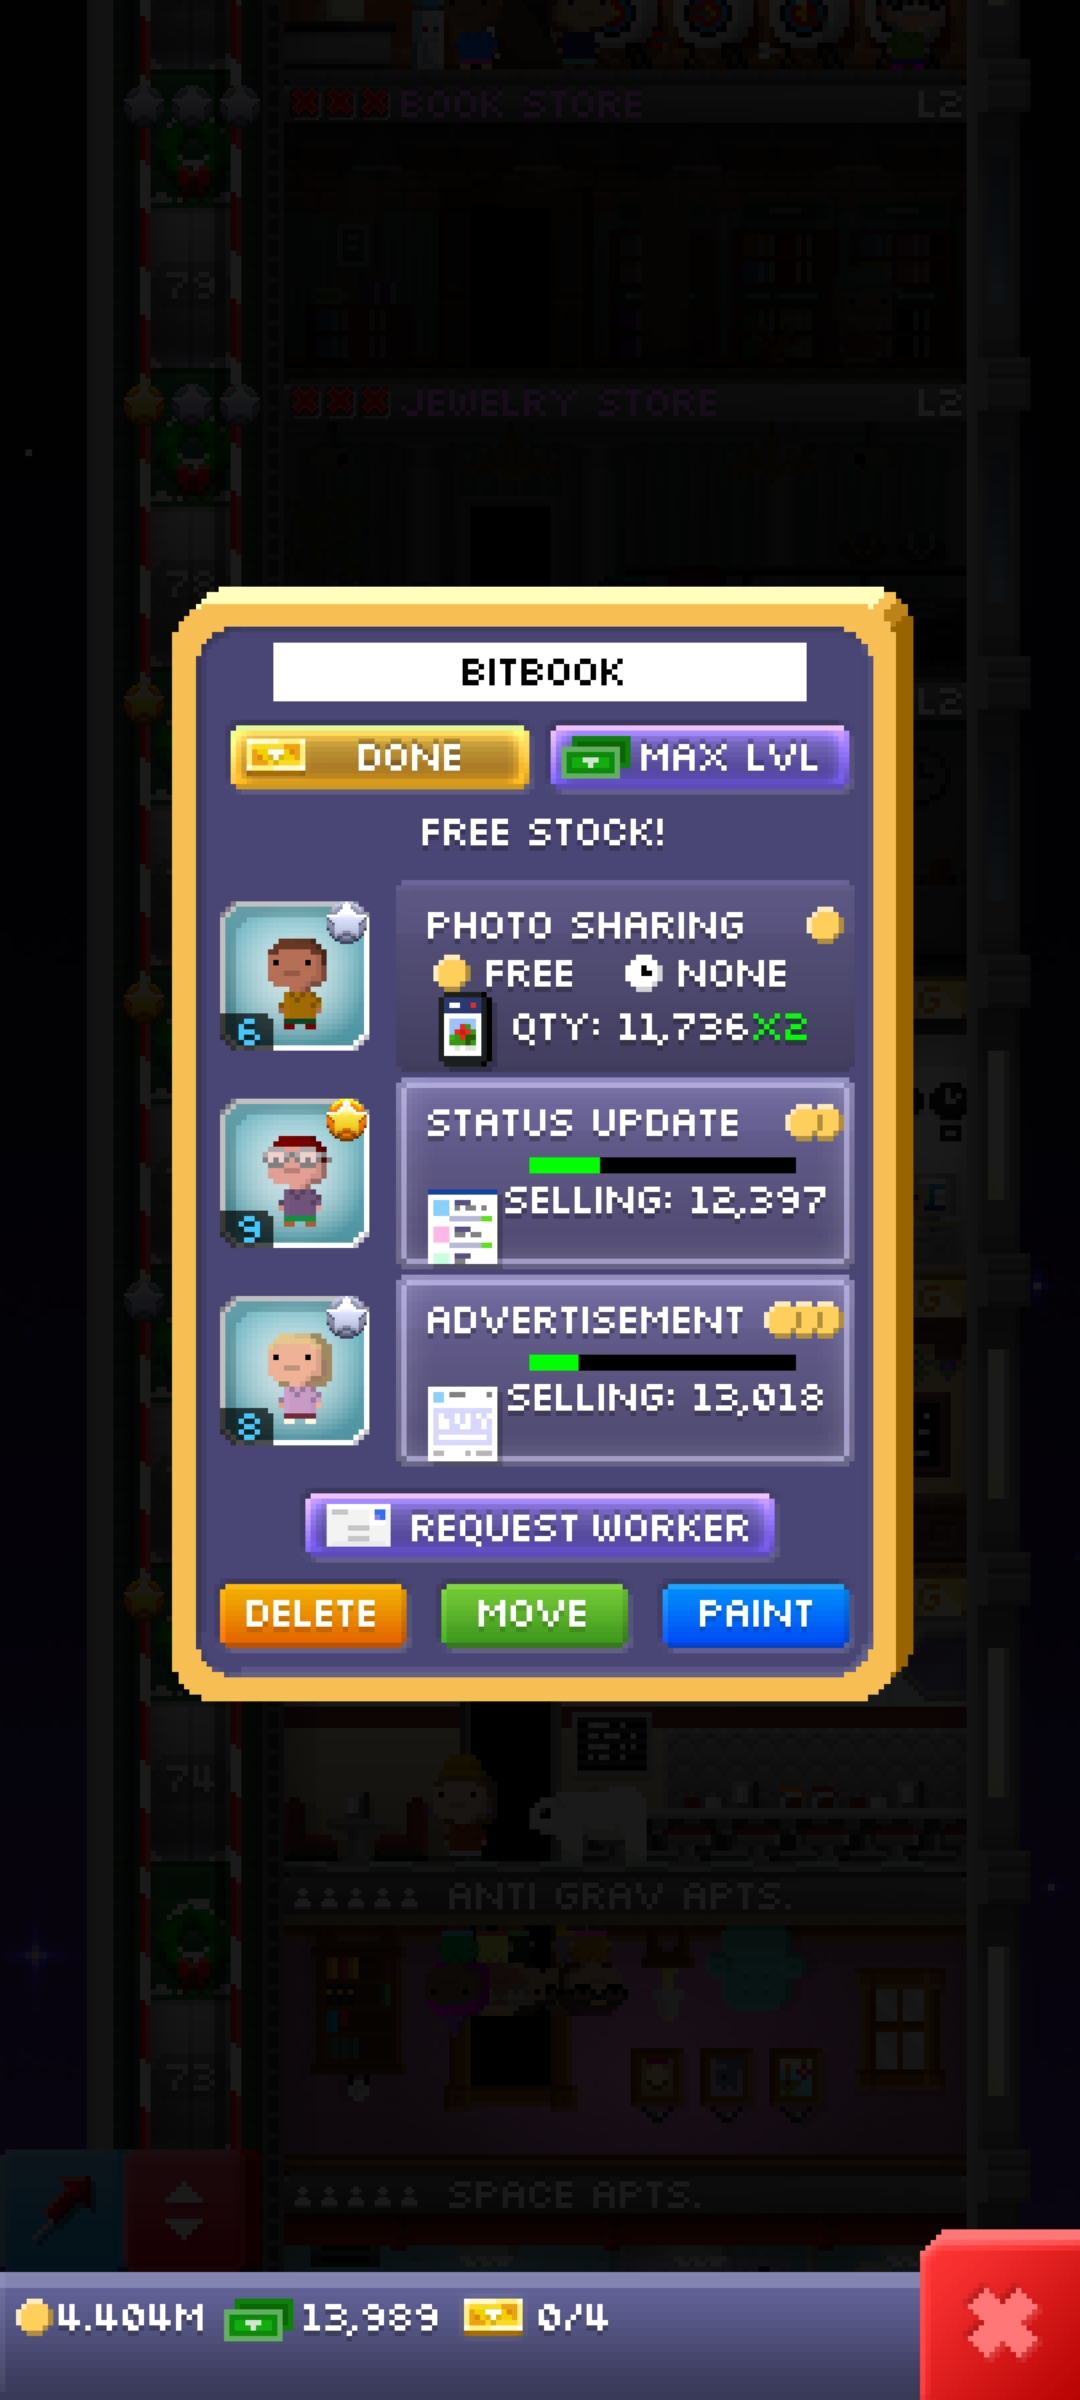 BOOK STORE L2
79
JEWELRY STORE L2
78
L2
BITBOOK
DONE MAX LVL
FREE STOCK!
PHOTO SHARING
FREE NONE
6 QTY: 11,736X2
STATUS UPDATE
9 SELLING: 12,397
ADVERTISEMENT
8 SELLING: 13,018
REQUEST WORKER
DELETE MOVE PAINT
74
ANTI GRAV APTS.
73
SPACE APTS.
4.404M 13,989 0/4